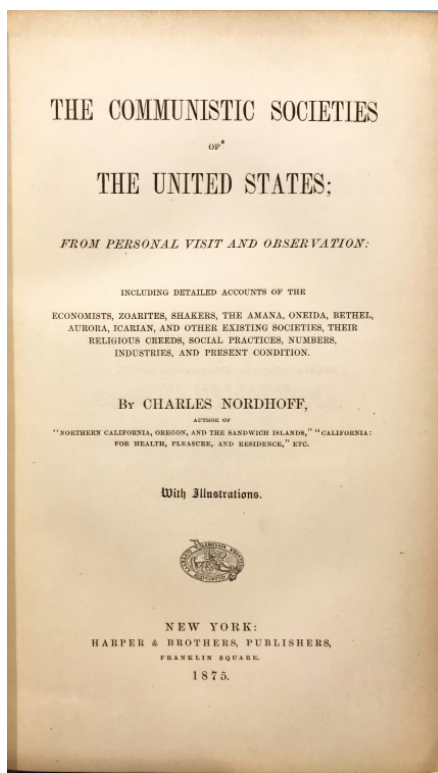 THE COMMUNISTIC SOCIETIES
OF
THE UNITED STATES;
FROM PERSONAL VISIT AND OBSERVATION:
INCLUDING DETAILED ACCOUNTS OF THE
ECONOMISTS, ZOARITES, SHAKERS, THE AMANA, ONEIDA, BETHEL,
AURORA, ICARIAN, AND OTHER EXISTING SOCIETIES, THEIR
RELIGIOUS CREEDS, SOCIAL PRACTICES, NUMBERS,
INDUSTRIES, AND PRESENT CONDITION.
BY CHARLES NORDHOFF,
AUTHOR OF
"NORTHERN CALIFORNIA, OREGON, AND THE SANDWICH ISLANDS," "CALIFORNIA:
FOR HEALTH, PLEASURE, AND RESIDENCE," ETC.
With Illustrations.
NEW YORK:
HARPER & BROTHERS, PUBLISHERS,
FRANKLIN SQUARE.
1875.